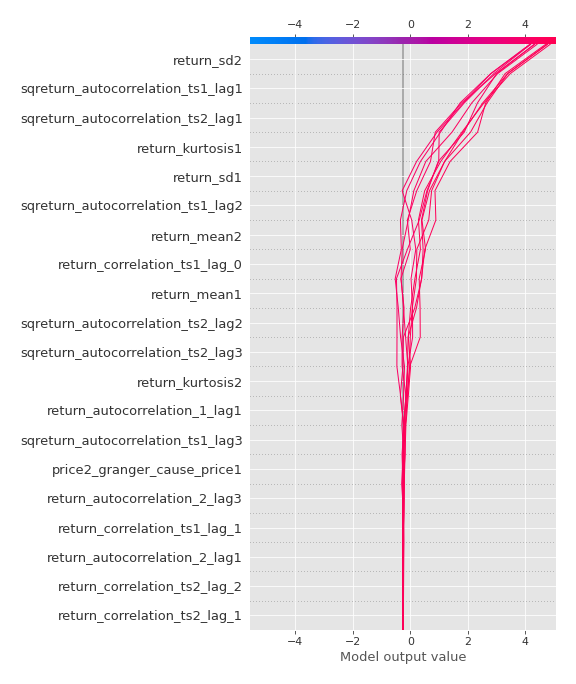 −4 −2 0 2 4
return_sd2
sqreturn_autocorrelation_ts1_lag1
sqreturn_autocorrelation_ts2_lag1
return_kurtosis1
return_sd1
sqreturn_autocorrelation_ts1_lag2
return_mean2
return_correlation_ts1_lag_0
return_mean1
sqreturn_autocorrelation_ts2_lag2
sqreturn_autocorrelation_ts2_lag3
return_kurtosis2
return_autocorrelation_1_lag1
sqreturn_autocorrelation_ts1_lag3
price2_granger_cause_price1
return_autocorrelation_2_lag3
return_correlation_ts1_lag_1
return_autocorrelation_2_lag1
return_correlation_ts2_lag_2
return_correlation_ts2_lag_1
−4 −2 0 2 4
Model output value